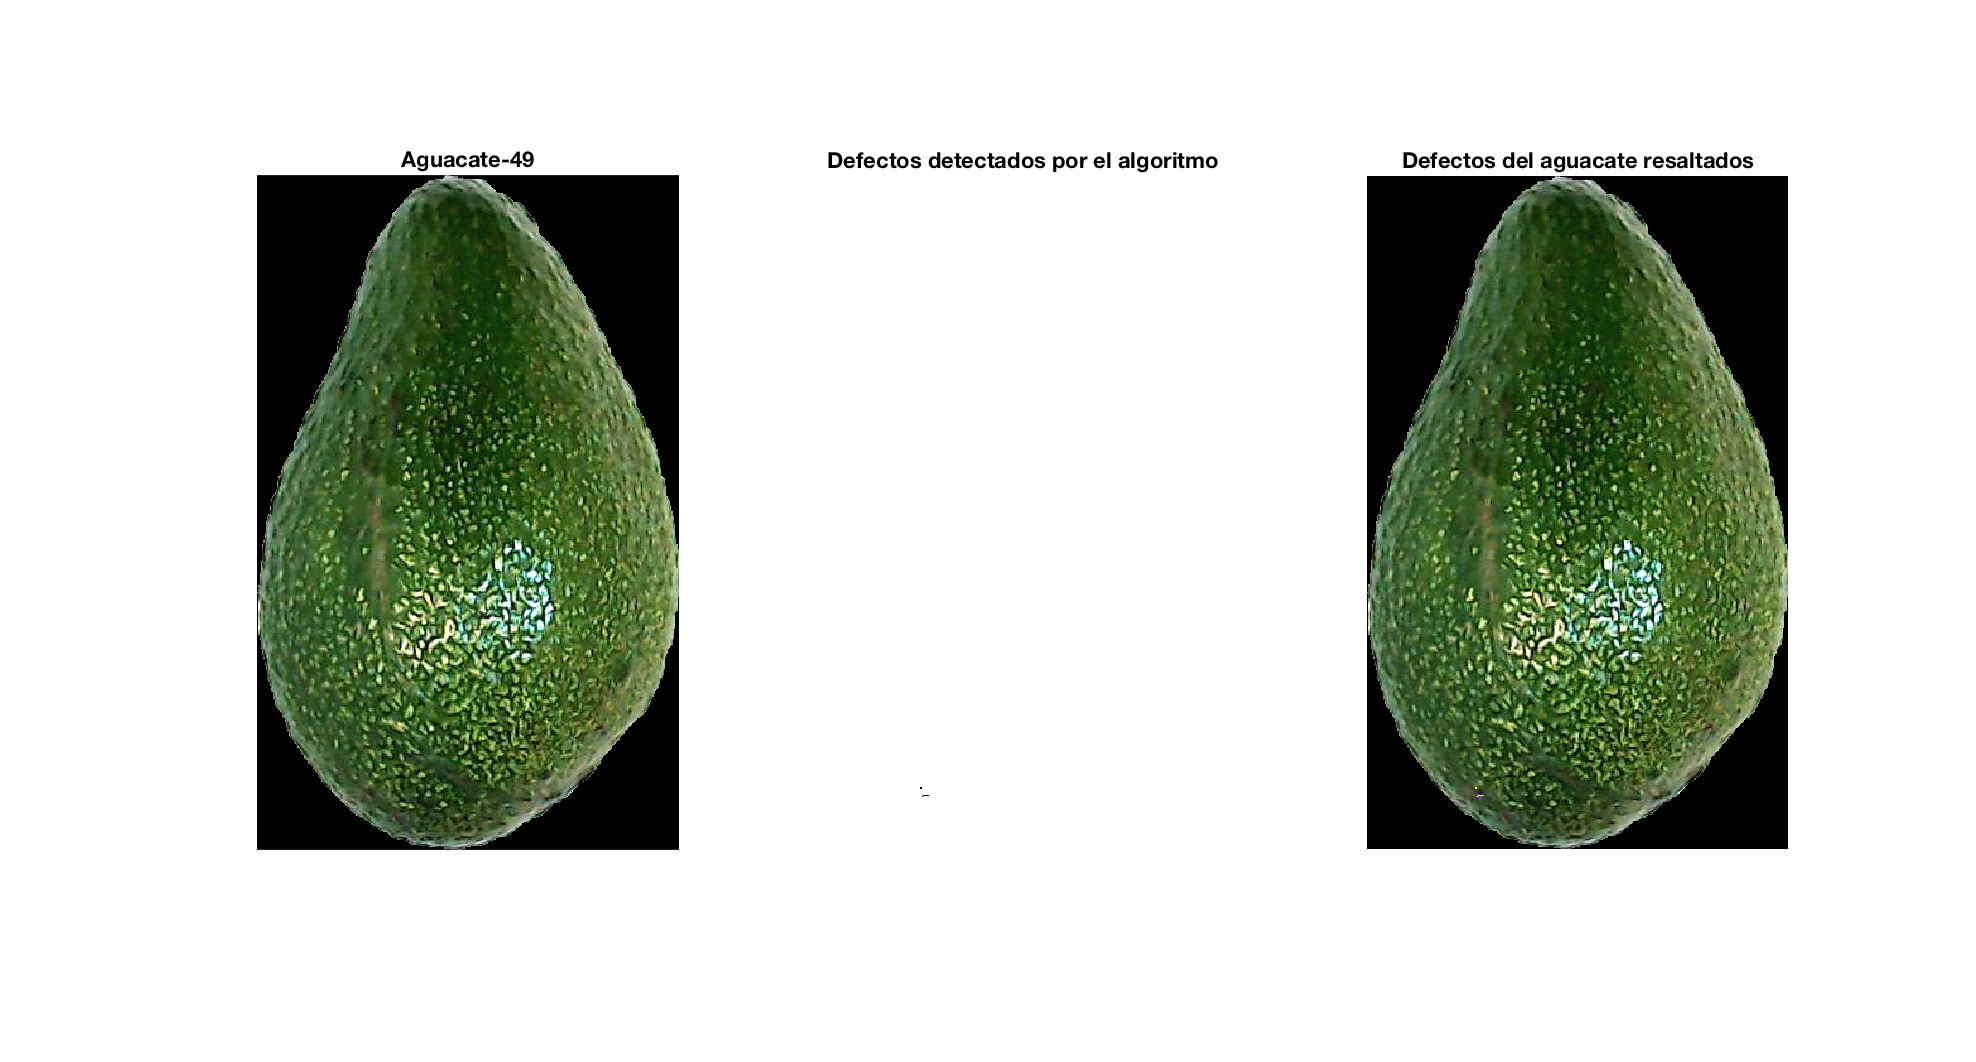 Aguacate-49
Defectos detectados por el algoritmo
Defectos del aguacate resaltados